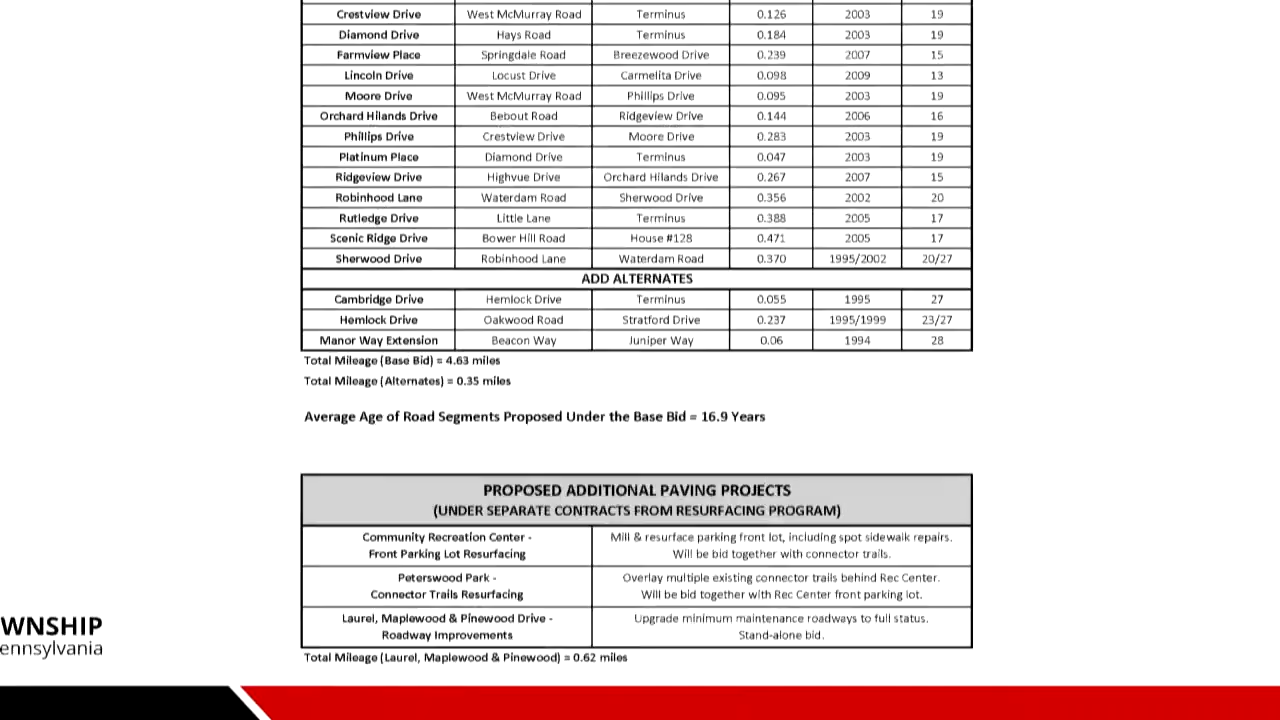 Crestview Drive West McMurray Road Terminus 0.126 2003 19
Diamond Drive Hays Road Terminus 0.184 2003 19
Farmview Place Springdale Road Breezewood Drive 0.239 2007 15
Lincoln Drive Locust Drive Carmelita Drive 0.098 2009 13
Moore Drive West McMurray Road Phillips Drive 0.095 2003 19
Orchard Hilands Drive Bebout Road Ridgeview Drive 0.144 2006 16
Phillips Drive Crestview Drive Moore Drive 0.283 2003 19
Platinum Place Diamond Drive Terminus 0.047 2003 19
Ridgeview Drive Highvue Drive Orchard Hilands Drive 0.267 2007 15
Robinhood Lane Waterdam Road Sherwood Drive 0.356 2002 20
Rutledge Drive Little Lane Terminus 0.388 2005 17
Scenic Ridge Drive Bower Hill Road House #128 0.471 2005 17
Sherwood Drive Robinhood Lane Waterdam Road 0.370 1995/2002 20/27
ADD ALTERNATES
Cambridge Drive Hemlock Drive Terminus 0.055 1995 27
Hemlock Drive Oakwood Road Stratford Drive 0.237 1995/1999 23/27
Manor Way Extension Beacon Way Juniper Way 0.06 1994 28
Total Mileage (Base Bid) = 4.63 miles
Total Mileage (Alternates) = 0.35 miles
Average Age of Road Segments Proposed Under the Base Bid = 16.9 Years
PROPOSED ADDITIONAL PAVING PROJECTS
(UNDER SEPARATE CONTRACTS FROM RESURFACING PROGRAM)
Community Recreation Center -
Front Parking Lot Resurfacing
Mill & resurface parking front lot, including spot sidewalk repairs.
Will be bid together with connector trails.
Peterswood Park -
Connector Trails Resurfacing
Overlay multiple existing connector trails behind Rec Center.
Will be bid together with Rec Center front parking lot.
Laurel, Maplewood & Pinewood Drive -
Roadway Improvements
Upgrade minimum maintenance roadways to full status.
Stand-alone bid.
Total Mileage (Laurel, Maplewood & Pinewood) = 0.62 miles
WNSHIP
ennsylvania